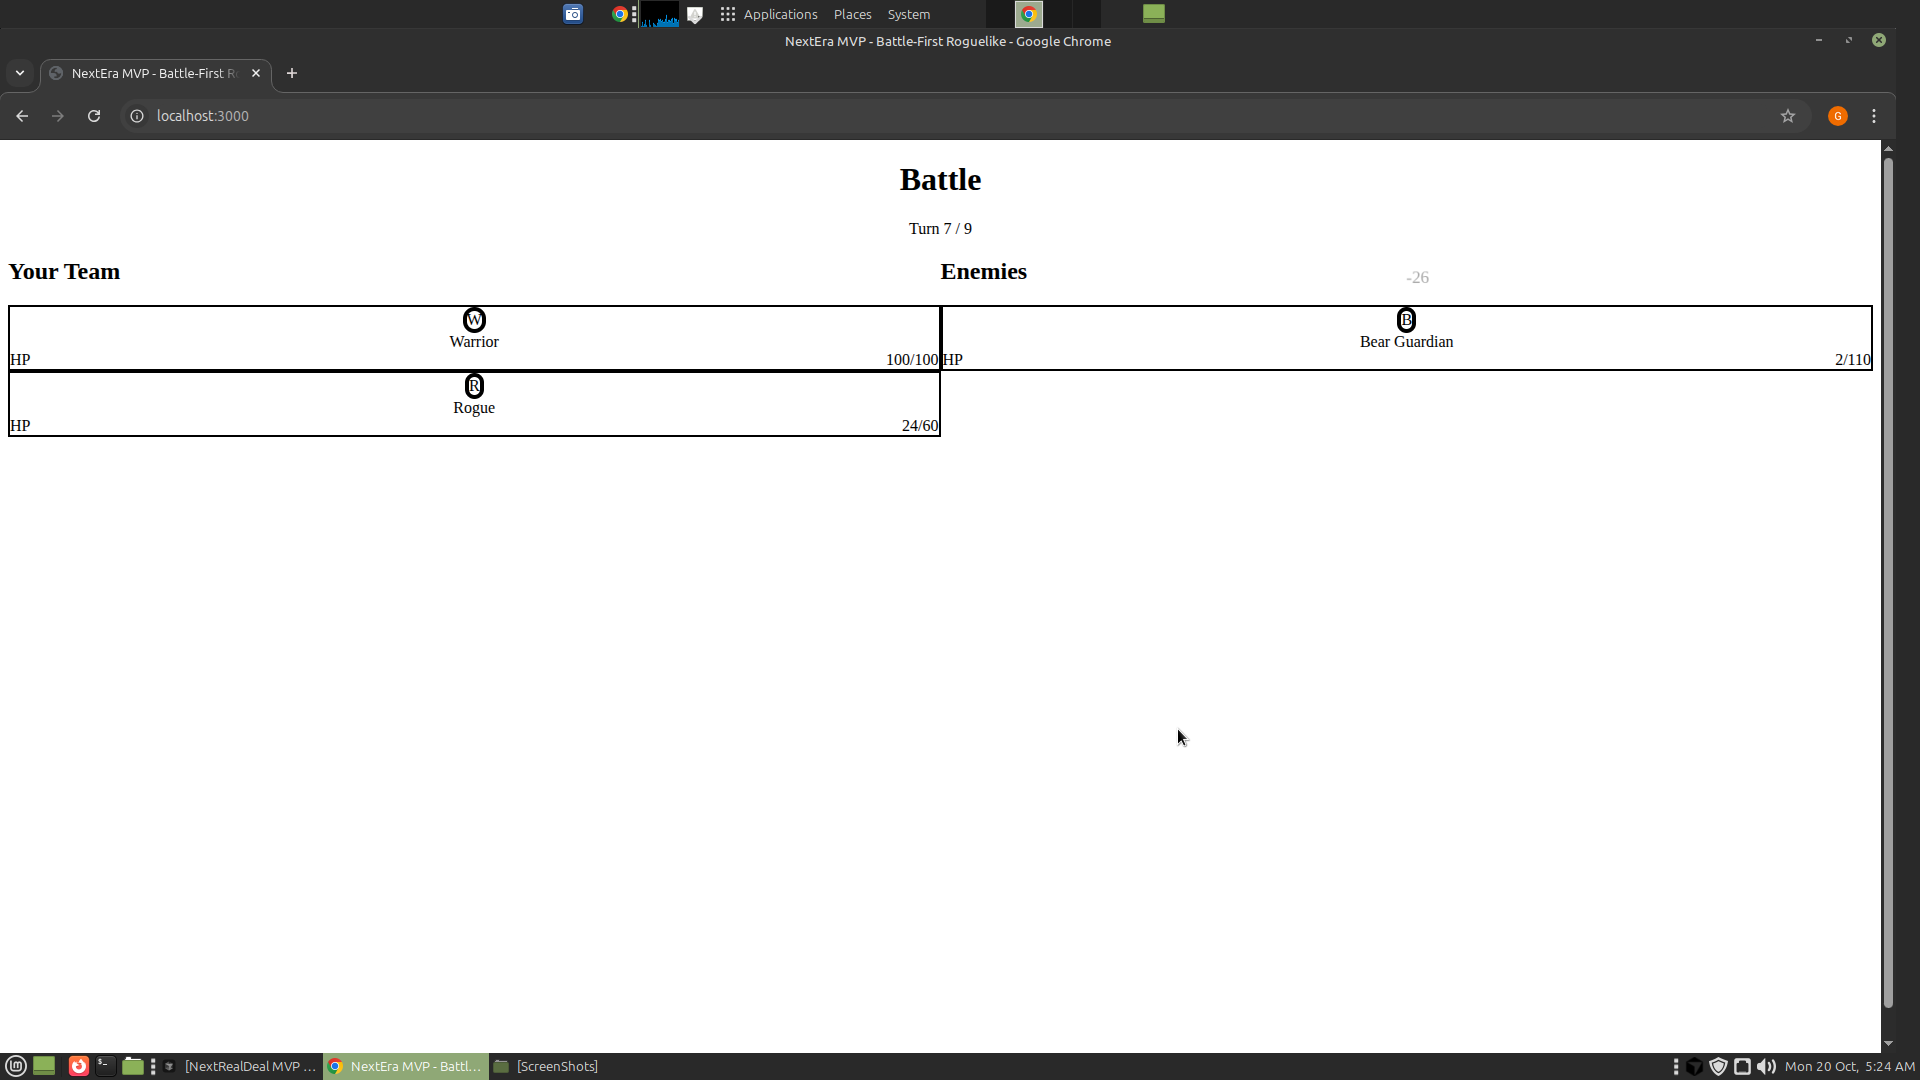 Applications Places System
NextEra MVP - Battle-First Roguelike - Google Chrome
NextEra MVP - Battle-First R
localhost:3000
G
Battle
Turn 7 / 9
Your Team
Enemies
-26
W
Warrior
HP 100/100
B
Bear Guardian
HP 2/110
R
Rogue
HP 24/60
[NextRealDeal MVP ... NextEra MVP - Battl... [ScreenShots]
Mon 20 Oct, 5:24 AM